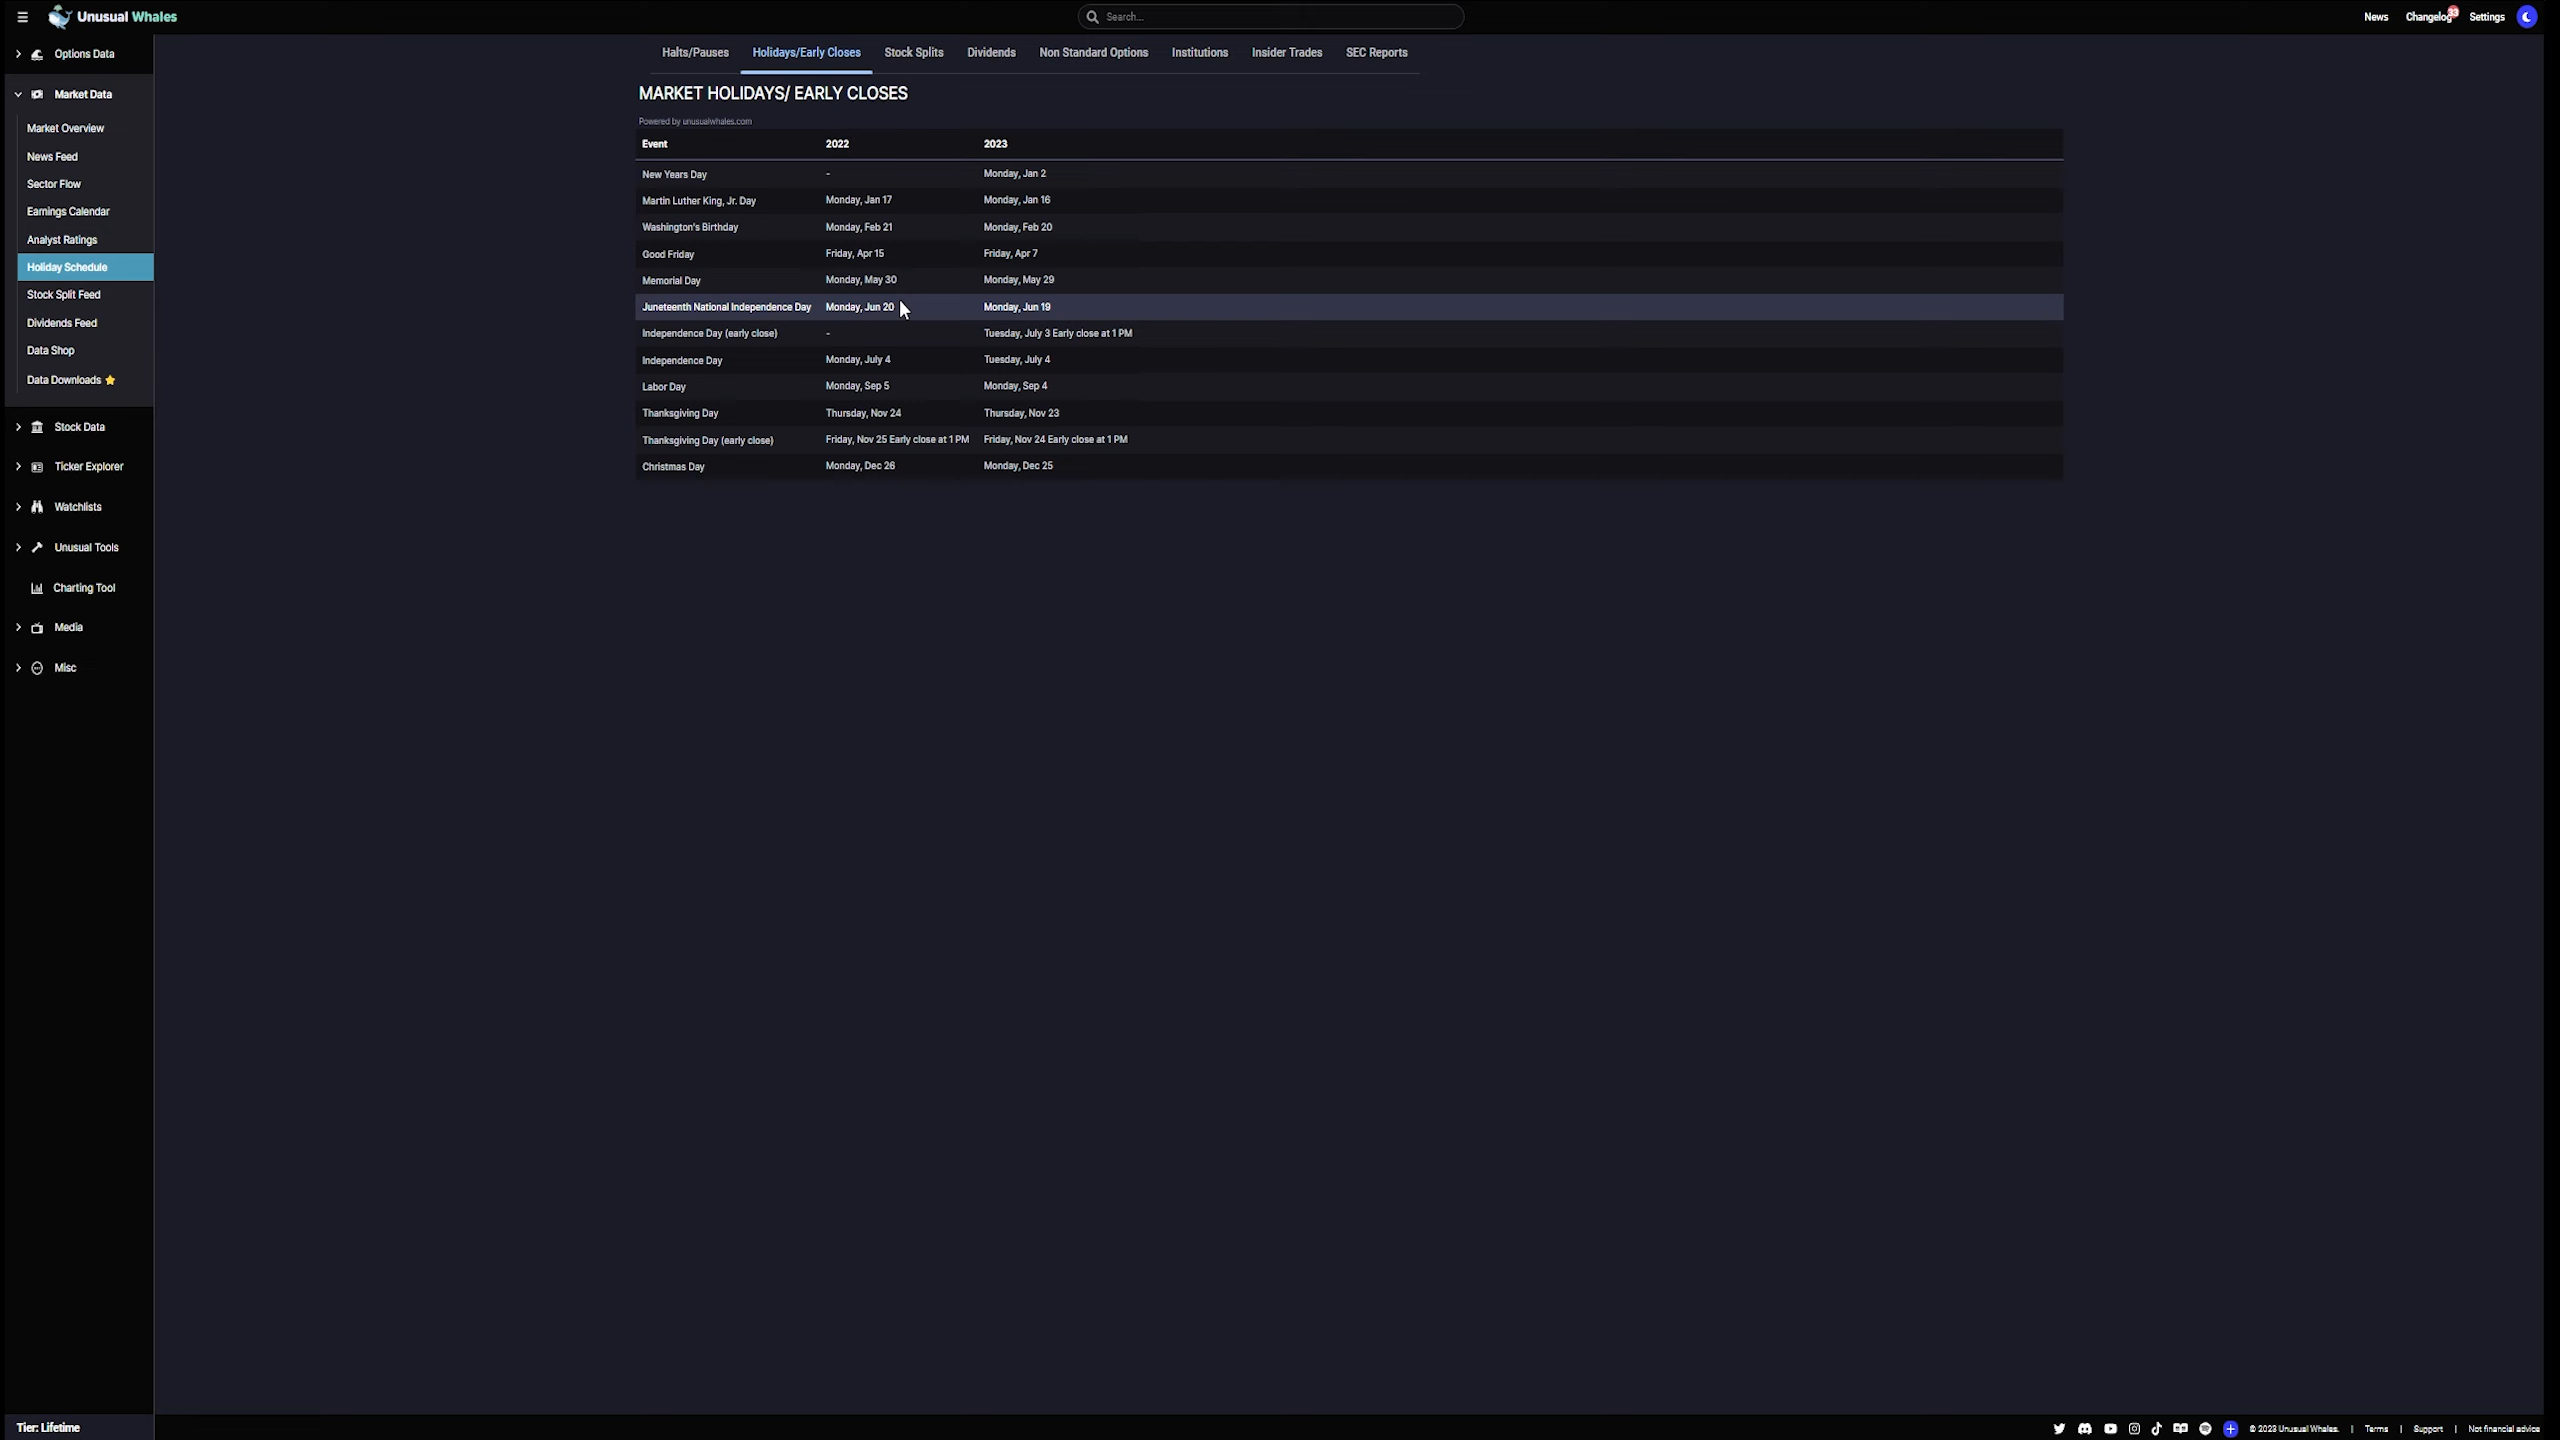 Unusual Whales
Search...
News
Changelog
33
Settings
Options Data
Market Data
Market Overview
News Feed
Sector Flow
Earnings Calendar
Analyst Ratings
Holiday Schedule
Stock Split Feed
Dividends Feed
Data Shop
Data Downloads
Stock Data
Ticker Explorer
Watchlists
Unusual Tools
Charting Tool
Media
Misc
Tier: Lifetime
Halts/Pauses Holidays/Early Closes Stock Splits Dividends Non Standard Options Institutions Insider Trades SEC Reports
MARKET HOLIDAYS/ EARLY CLOSES
Powered by unusualwhales.com
Event 2022 2023
New Years Day - Monday, Jan 2
Martin Luther King, Jr. Day Monday, Jan 17 Monday, Jan 16
Washington's Birthday Monday, Feb 21 Monday, Feb 20
Good Friday Friday, Apr 15 Friday, Apr 7
Memorial Day Monday, May 30 Monday, May 29
Juneteenth National Independence Day Monday, Jun 20 Monday, Jun 19
Independence Day (early close) - Tuesday, July 3 Early close at 1 PM
Independence Day Monday, July 4 Tuesday, July 4
Labor Day Monday, Sep 5 Monday, Sep 4
Thanksgiving Day Thursday, Nov 24 Thursday, Nov 23
Thanksgiving Day (early close) Friday, Nov 25 Early close at 1 PM Friday, Nov 24 Early close at 1 PM
Christmas Day Monday, Dec 26 Monday, Dec 25
© 2023 Unusual Whales. | Terms | Support | Not financial advice